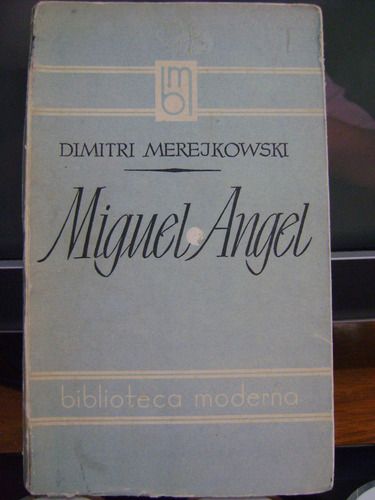 DIMITRI MEREJKOWSKI
Miguel Angel
biblioteca moderna